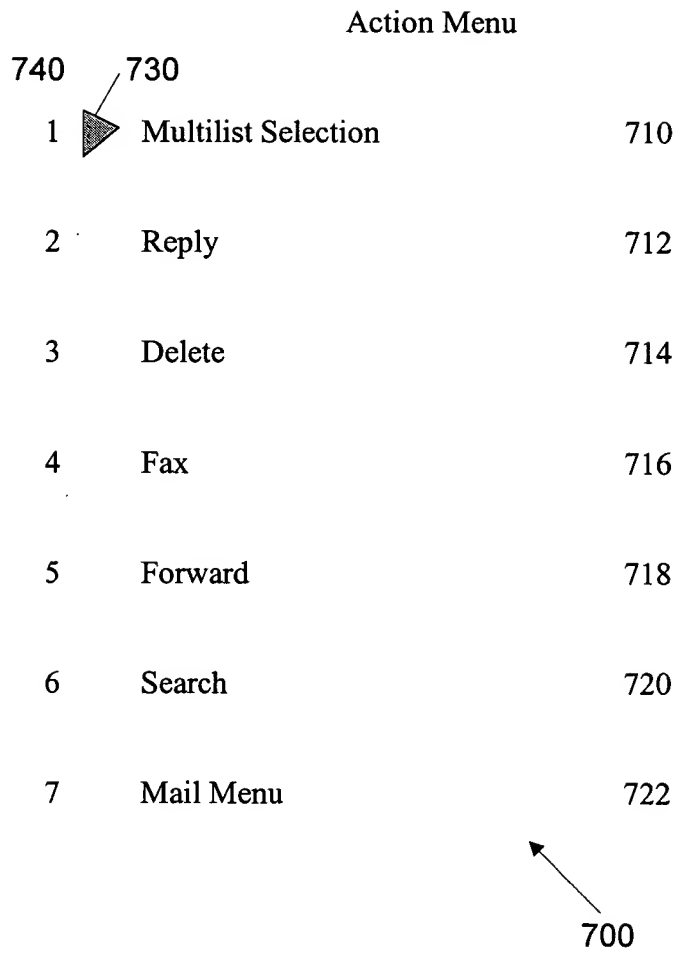 Action Menu
740 730
1 Multilist Selection 710
2 Reply 712
3 Delete 714
4 Fax 716
5 Forward 718
6 Search 720
7 Mail Menu 722
700